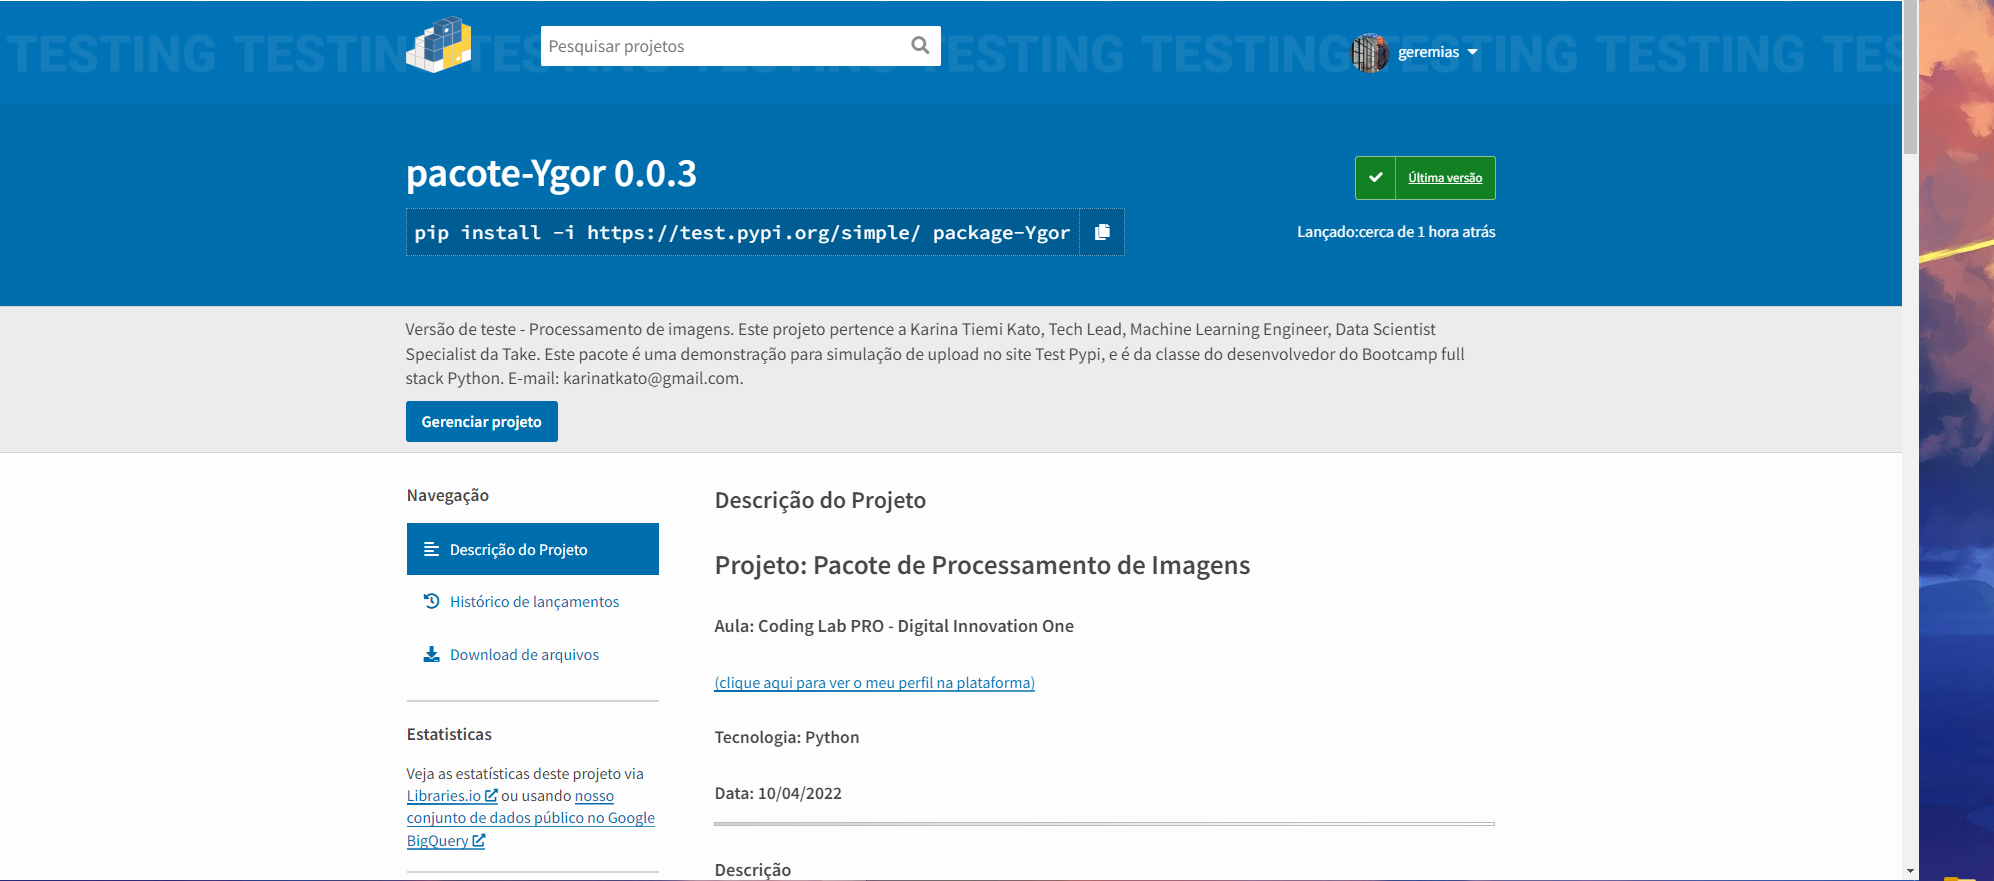 TESTING TESTING TESTING TESTING TESTING TESTING TESTING TESTING TES
Pesquisar projetos
geremias
pacote-Ygor 0.0.3
Última versão
pip install -i https://test.pypi.org/simple/ package-Ygor
Lançado:cerca de 1 hora atrás
Versão de teste - Processamento de imagens. Este projeto pertence a Karina Tiemi Kato, Tech Lead, Machine Learning Engineer, Data Scientist
Specialist da Take. Este pacote é uma demonstração para simulação de upload no site Test Pypi, e é da classe do desenvolvedor do Bootcamp full
stack Python. E-mail: karinatkato@gmail.com.
Gerenciar projeto
Navegação
Descrição do Projeto
Histórico de lançamentos
Download de arquivos
Estatisticas
Veja as estatísticas deste projeto via
Libraries.io ou usando nosso
conjunto de dados público no Google
BigQuery
Descrição do Projeto
Projeto: Pacote de Processamento de Imagens
Aula: Coding Lab PRO - Digital Innovation One
(clique aqui para ver o meu perfil na plataforma)
Tecnologia: Python
Data: 10/04/2022
Descrição